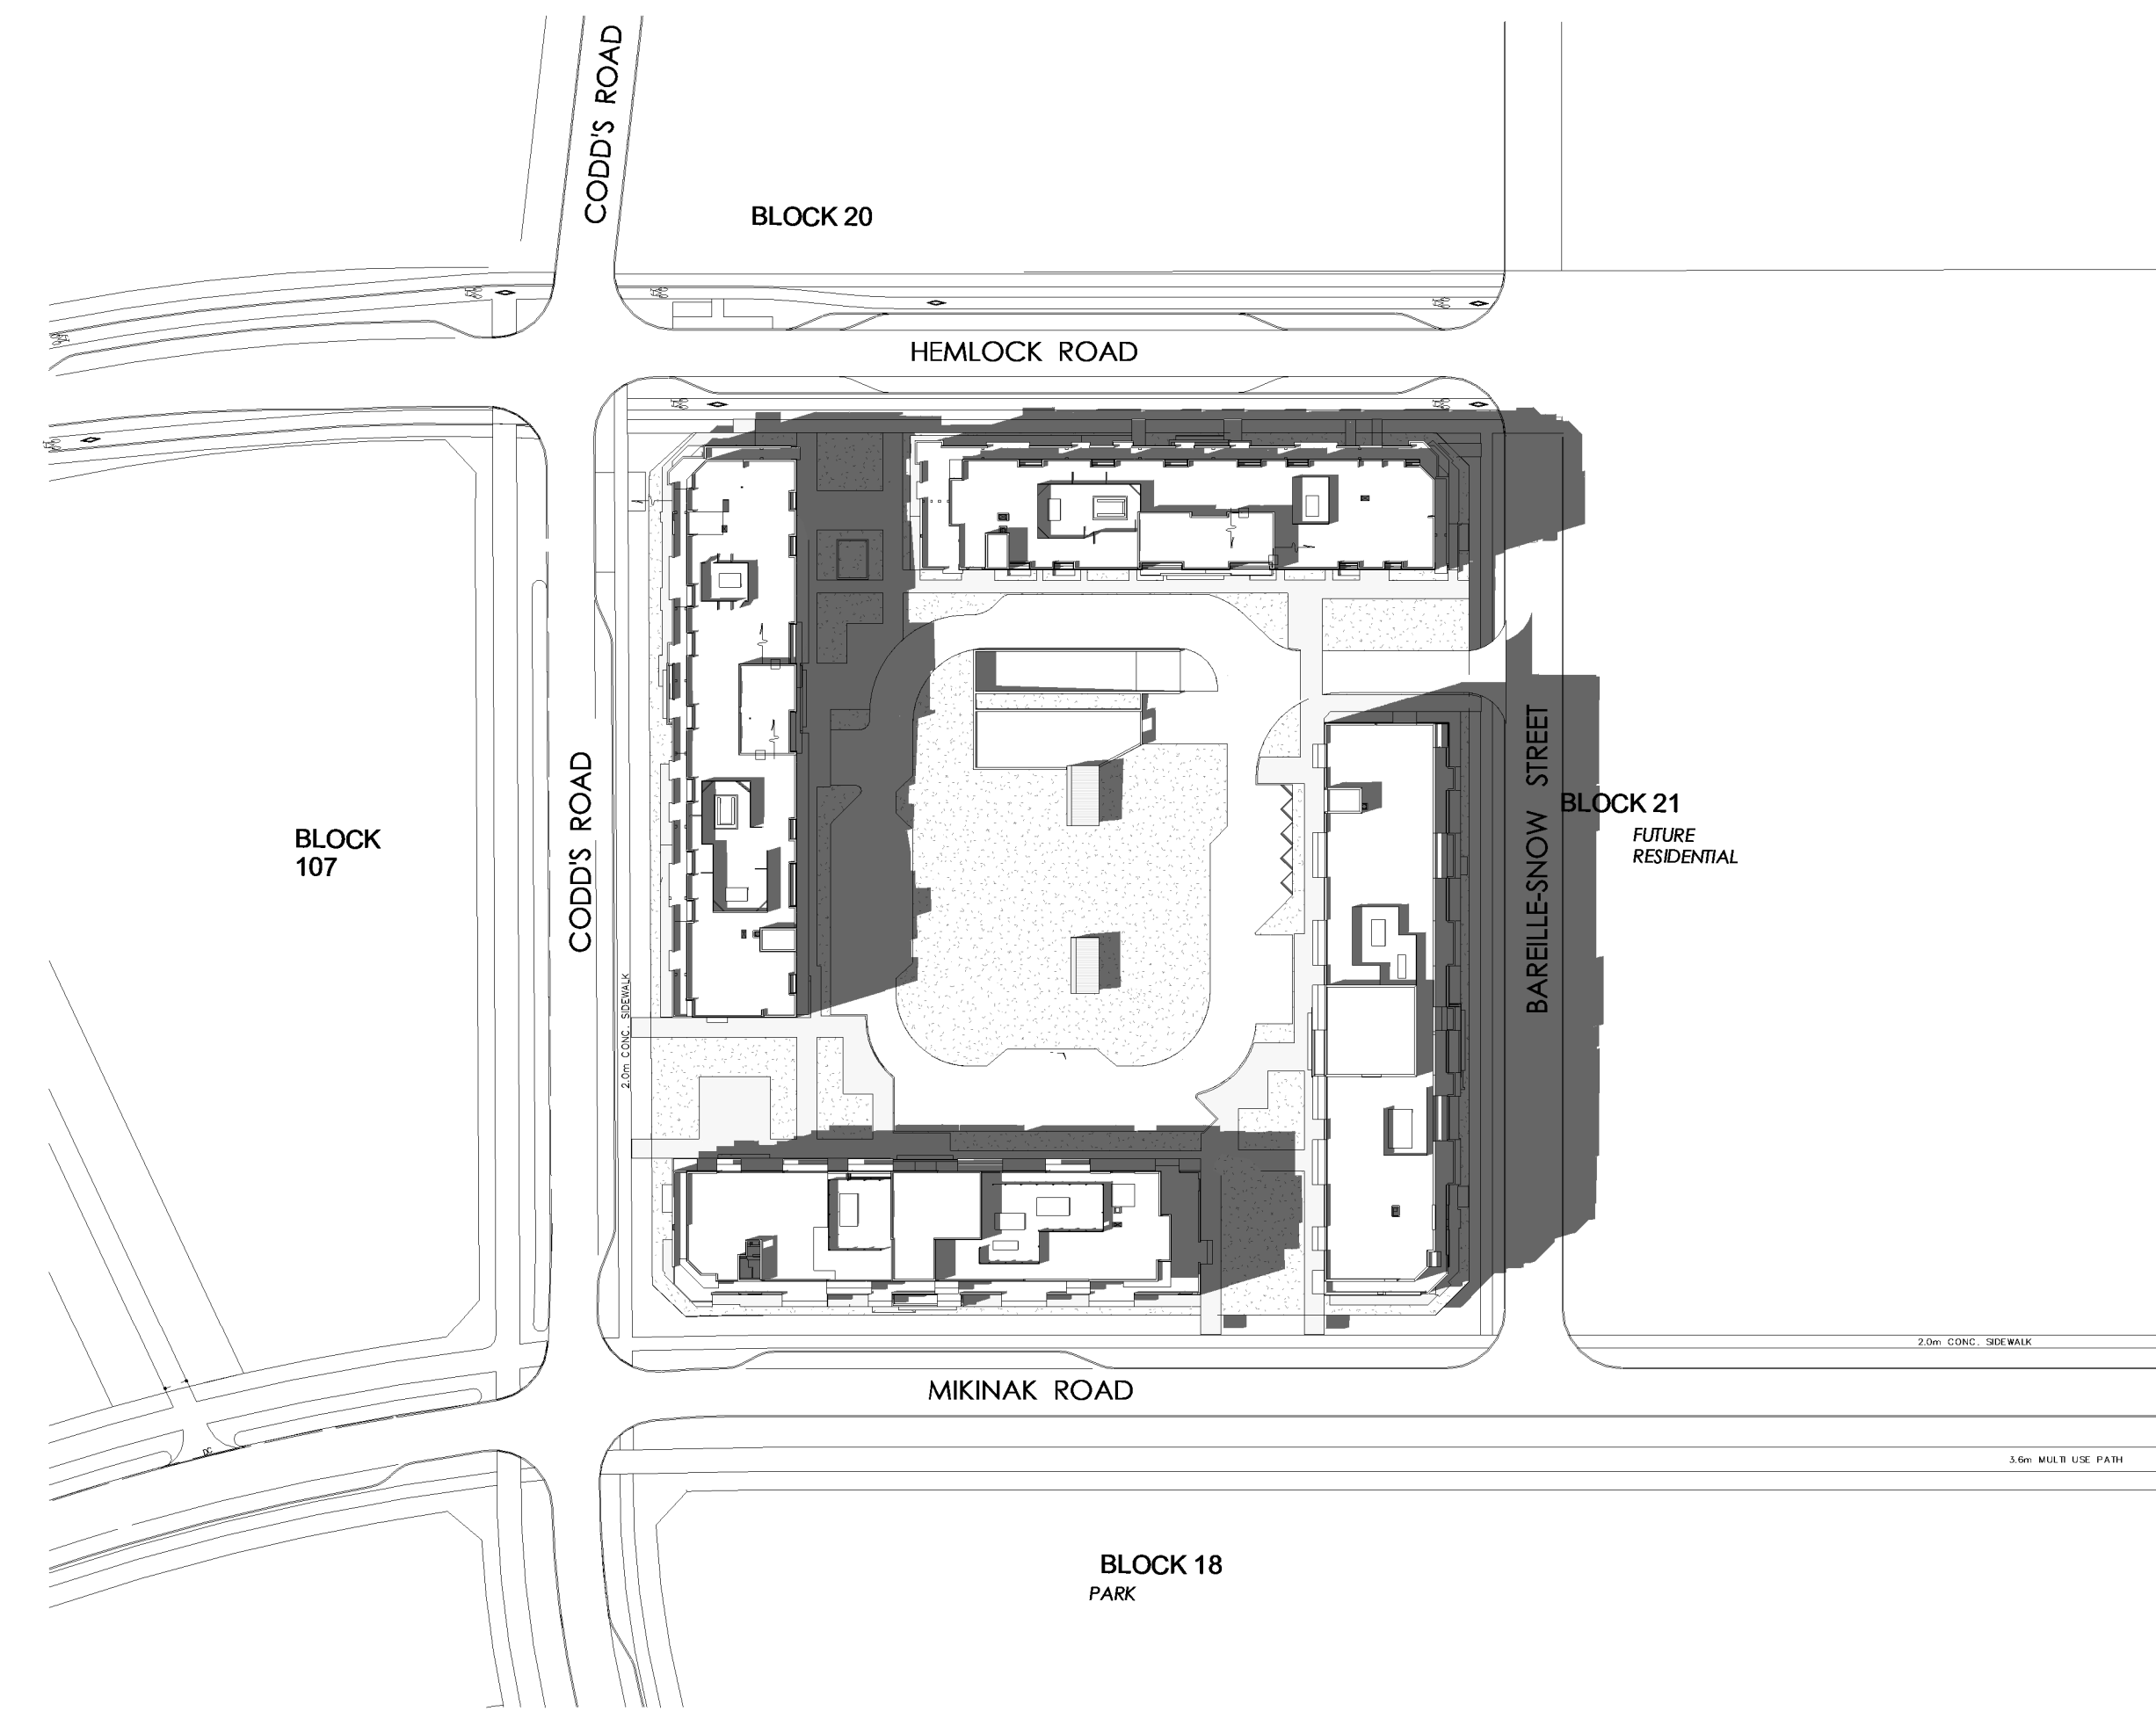 CODD'S ROAD
BLOCK 20
HEMLOCK ROAD
BLOCK
107
CODD'S ROAD
2.0m CONC. SIDEWALK
BAREILLE-SNOW STREET
BLOCK 21
FUTURE
RESIDENTIAL
2.0m CONC. SIDEWALK
MIKINAK ROAD
DC
3.6m MULTI USE PATH
BLOCK 18
PARK